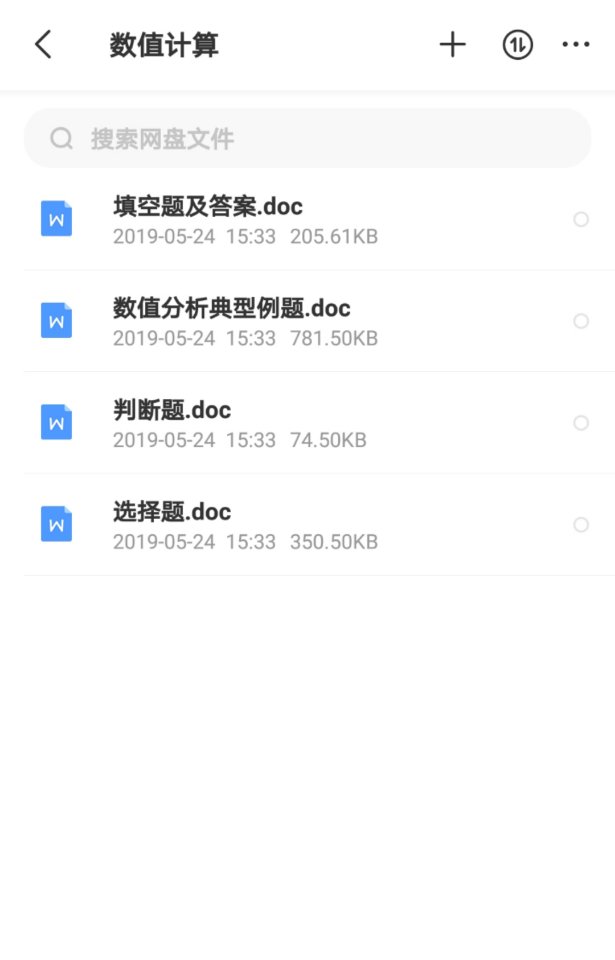 数值计算
搜索网盘文件
填空题及答案.doc
2019-05-24 15:33 205.61KB
数值分析典型例题.doc
2019-05-24 15:33 781.50KB
判断题.doc
2019-05-24 15:33 74.50KB
选择题.doc
2019-05-24 15:33 350.50KB